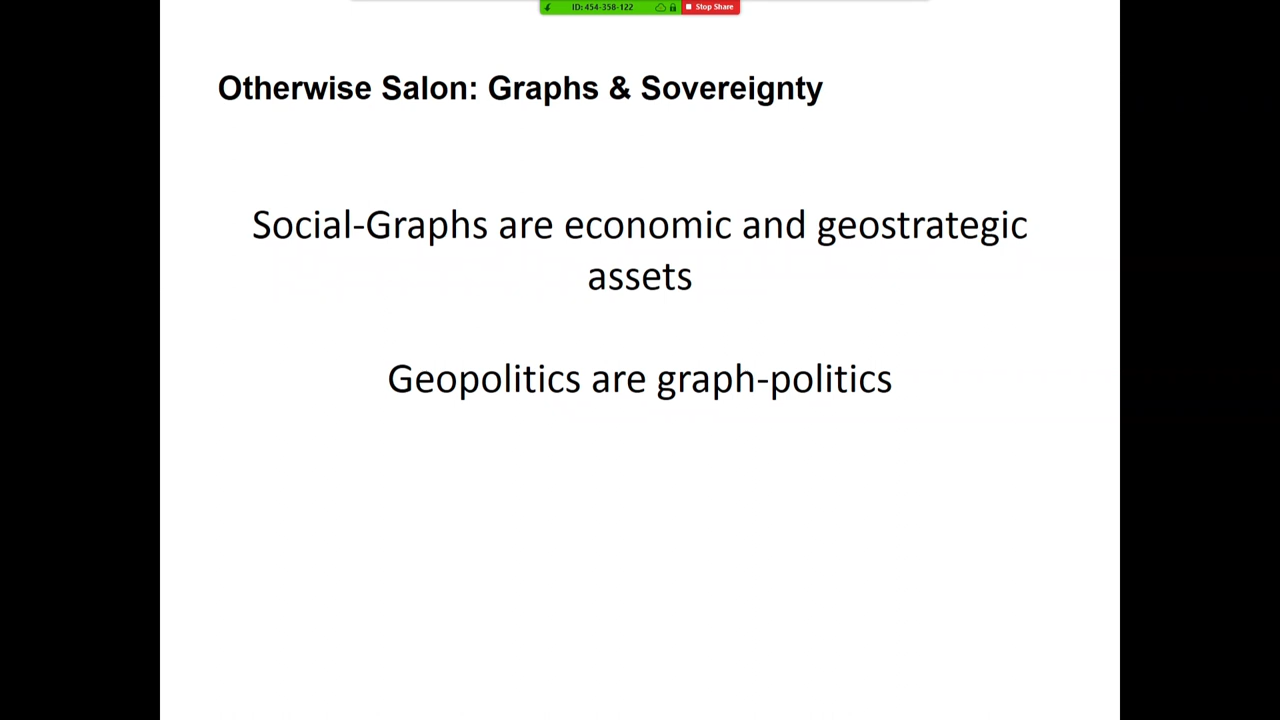 ID: 454-358-122 Stop Share
Otherwise Salon: Graphs & Sovereignty
Social-Graphs are economic and geostrategic
assets
Geopolitics are graph-politics